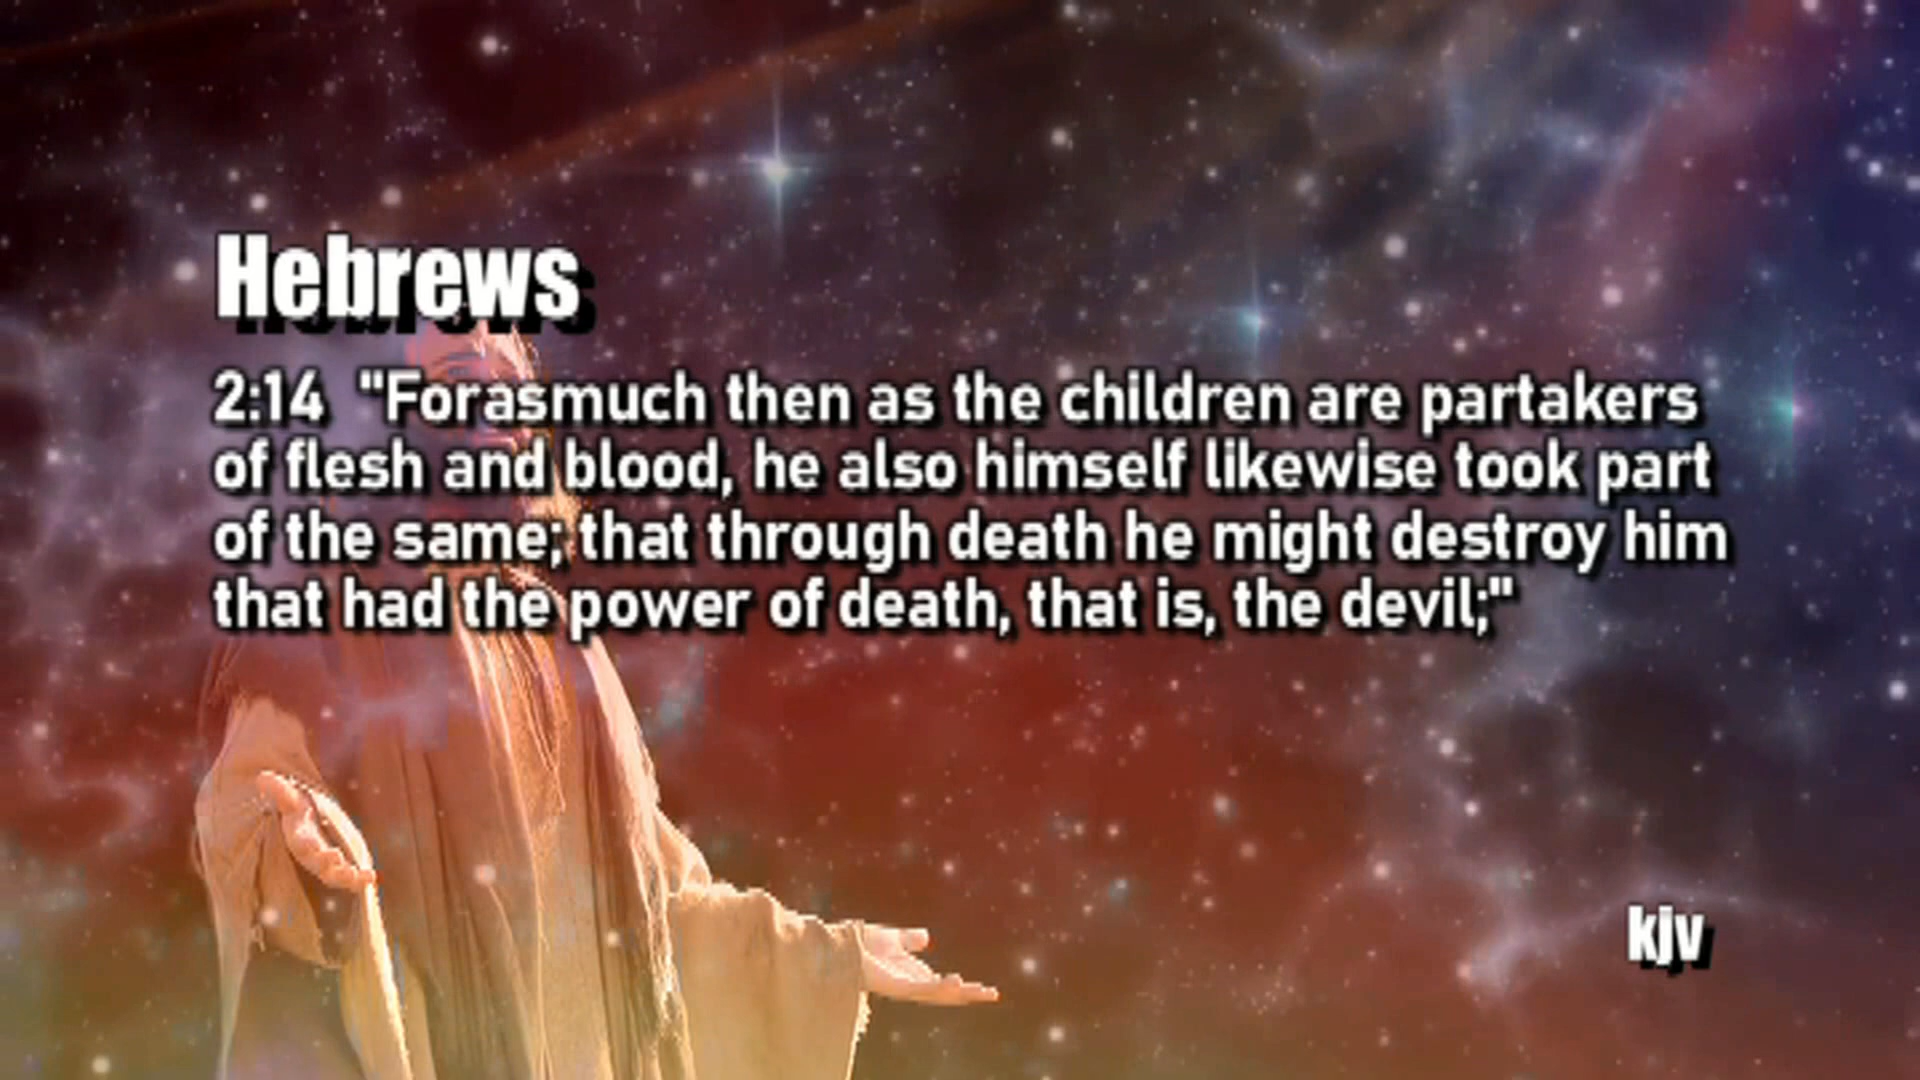 Hebrews
2:14 "Forasmuch then as the children are partakers
of flesh and blood, he also himself likewise took part
of the same; that through death he might destroy him
that had the power of death, that is, the devil;"
kjv